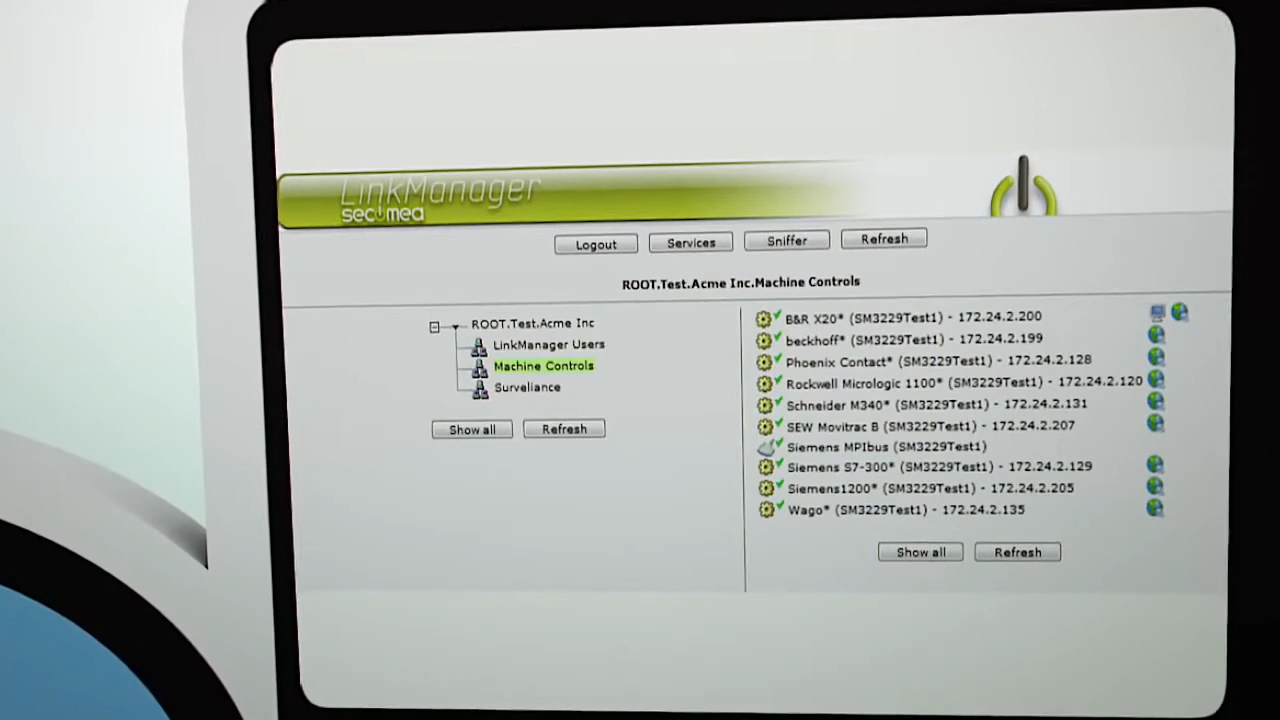 LinkManager
secomea
Logout Services Sniffer Refresh
ROOT.Test.Acme Inc.Machine Controls
ROOT.Test.Acme Inc
LinkManager Users
Machine Controls
Surveliance
Show all Refresh
B&R X20* (SM3229Test1) - 172.24.2.200
beckhoff* (SM3229Test1) - 172.24.2.199
Phoenix Contact* (SM3229Test1) - 172.24.2.128
Rockwell Micrologic 1100* (SM3229Test1) - 172.24.2.120
Schneider M340* (SM3229Test1) - 172.24.2.131
SEW Movitrac B (SM3229Test1) - 172.24.2.207
Siemens MPIbus (SM3229Test1)
Siemens S7-300* (SM3229Test1) - 172.24.2.129
Siemens1200* (SM3229Test1) - 172.24.2.205
Wago* (SM3229Test1) - 172.24.2.135
Show all Refresh